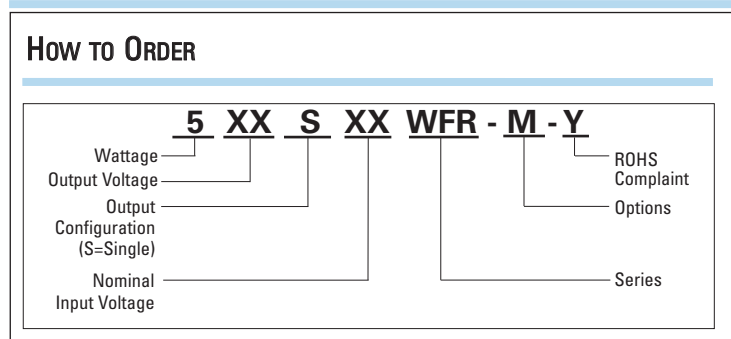 HOW TO ORDER
5 XX S XX WFR - M - Y
Wattage
Output Voltage
Output
Configuration
(S=Single)
Nominal
Input Voltage
ROHS
Complaint
Options
Series